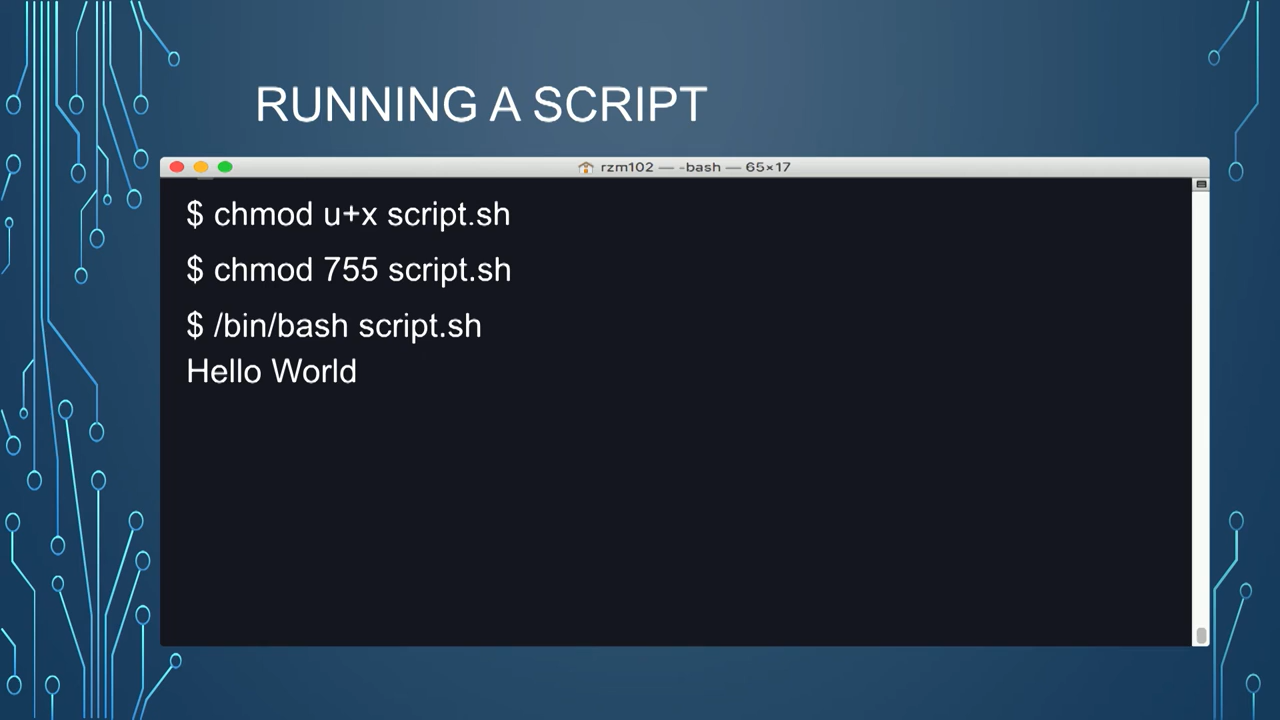 RUNNING A SCRIPT
rzm102 — -bash — 65×17
$ chmod u+x script.sh
$ chmod 755 script.sh
$ /bin/bash script.sh
Hello World